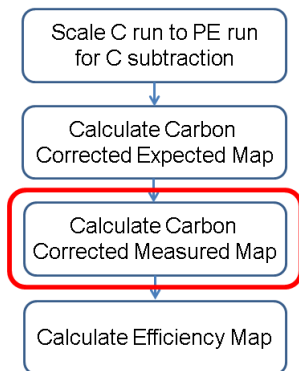 Scale C run to PE run
for C subtraction
Calculate Carbon
Corrected Expected Map
Calculate Carbon
Corrected Measured Map
Calculate Efficiency Map